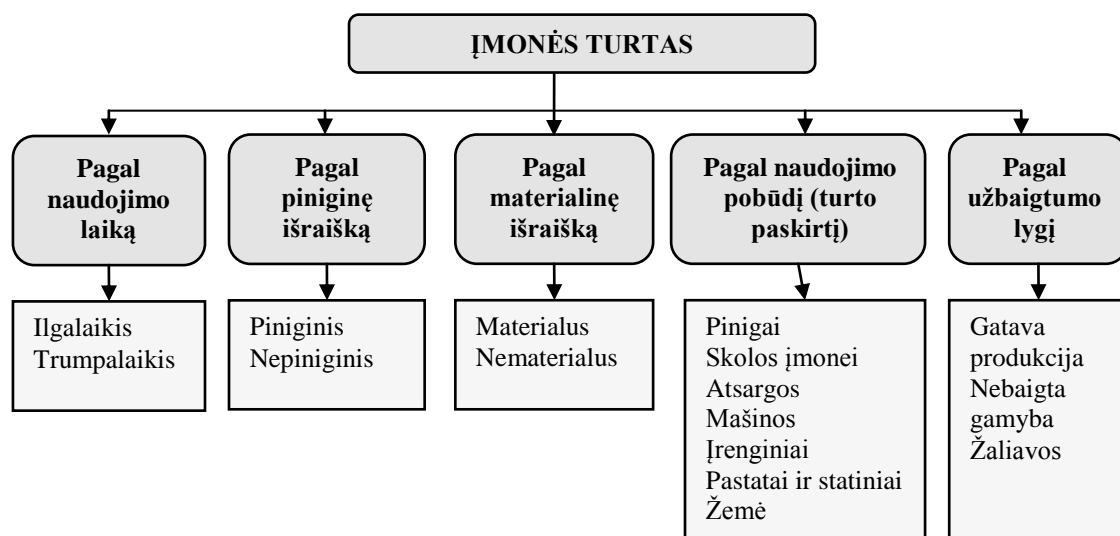 ĮMONĖS TURTAS
Pagal
naudojimo
laiką
Pagal
piniginę
išraišką
Pagal
materialinę
išraišką
Pagal naudojimo
pobūdį (turto
paskirtį)
Pagal
užbaigtumo
lygį
Ilgalaikis
Trumpalaikis
Piniginis
Nepiniginis
Materialus
Nematerialus
Pinigai
Skolos įmonei
Atsargos
Mašinos
Įrenginiai
Pastatai ir statiniai
Žemė
Gatava
produkcija
Nebaigta
gamyba
Žaliavos